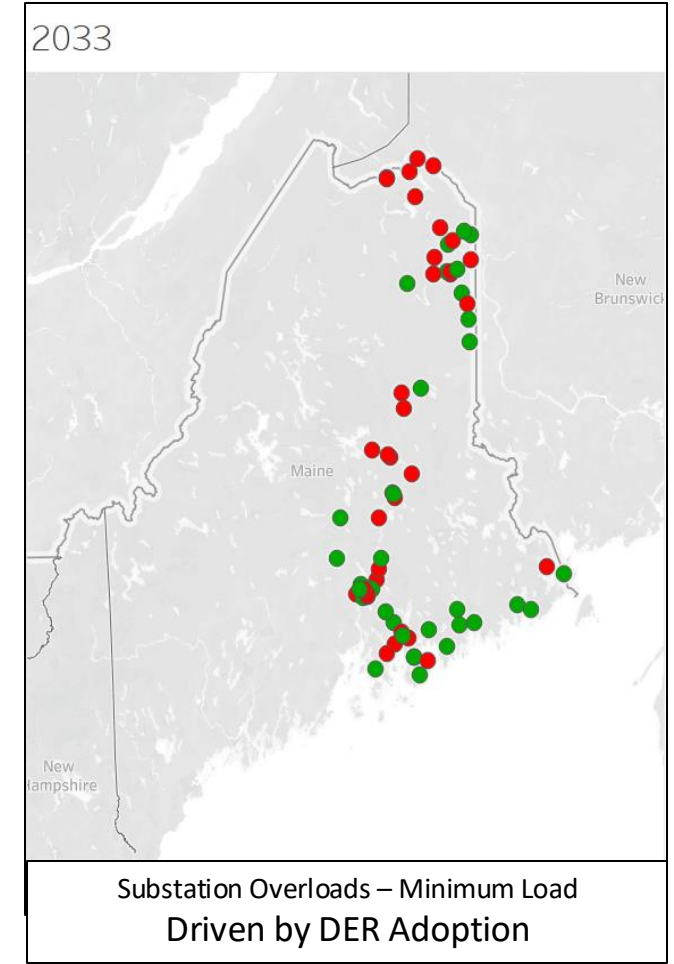 2033
New
Brunswick
Maine
New
Hampshire
Substation Overloads – Minimum Load
Driven by DER Adoption